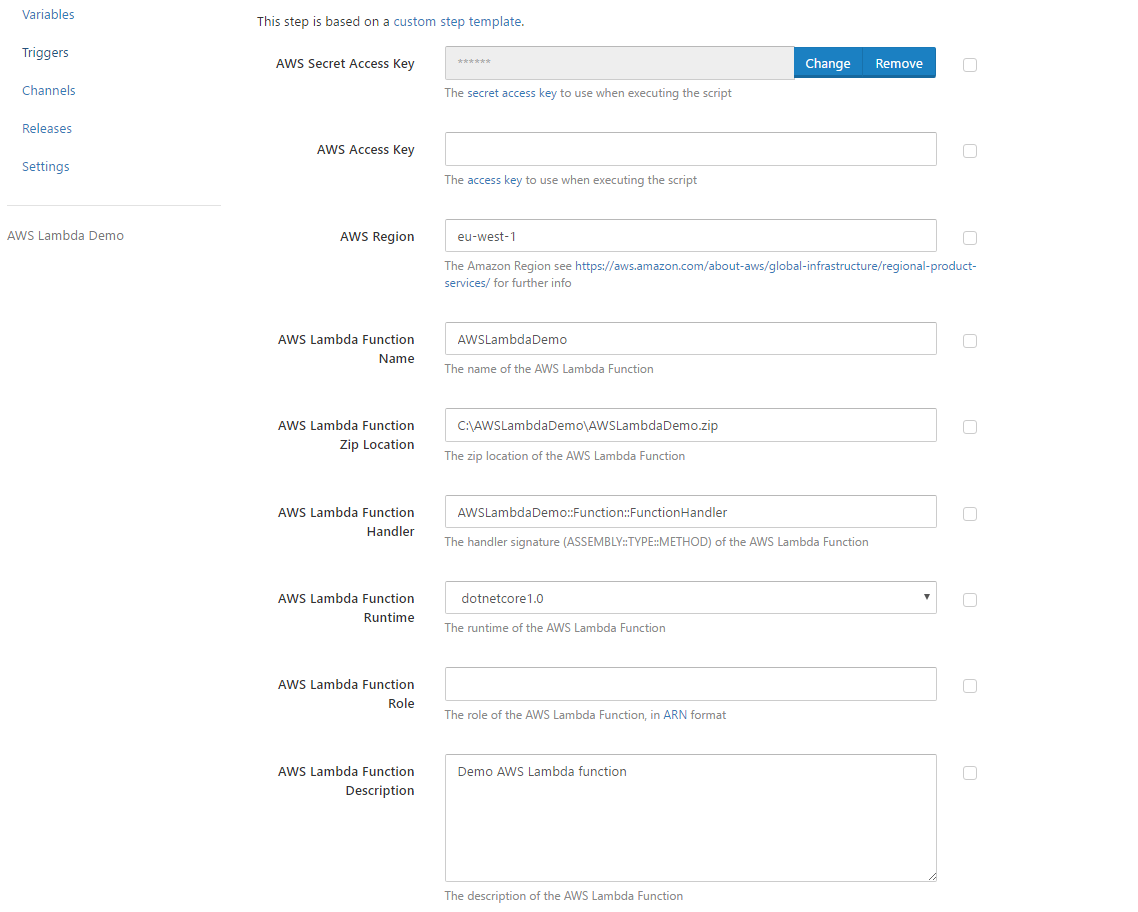 Variables
Triggers
Channels
Releases
Settings
AWS Lambda Demo
This step is based on a custom step template.
AWS Secret Access Key
******
Change
Remove
The secret access key to use when executing the script
AWS Access Key
The access key to use when executing the script
AWS Region
eu-west-1
The Amazon Region see https://aws.amazon.com/about-aws/global-infrastructure/regional-product-
services/ for further info
AWS Lambda Function
Name
AWSLambdaDemo
The name of the AWS Lambda Function
AWS Lambda Function
Zip Location
C:\AWSLambdaDemo\AWSLambdaDemo.zip
The zip location of the AWS Lambda Function
AWS Lambda Function
Handler
AWSLambdaDemo::Function::FunctionHandler
The handler signature (ASSEMBLY::TYPE::METHOD) of the AWS Lambda Function
AWS Lambda Function
Runtime
dotnetcore1.0
The runtime of the AWS Lambda Function
AWS Lambda Function
Role
The role of the AWS Lambda Function, in ARN format
AWS Lambda Function
Description
Demo AWS Lambda function
The description of the AWS Lambda Function